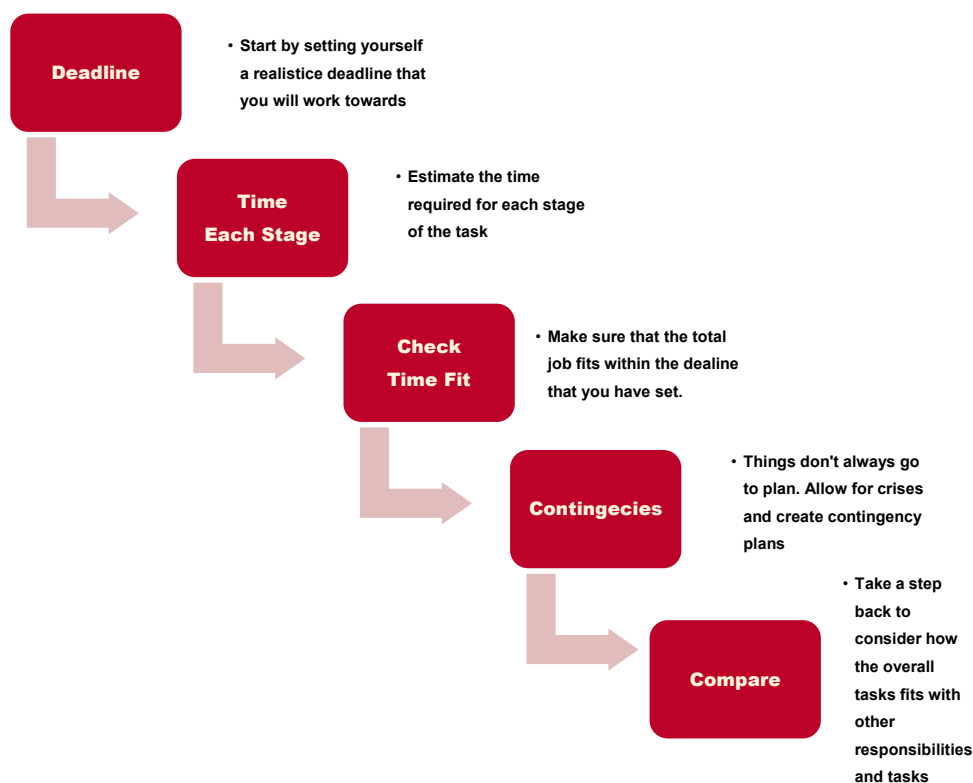 Deadline
• Start by setting yourself
a realistice deadline that
you will work towards
Time
Each Stage
• Estimate the time
required for each stage
of the task
Check
Time Fit
• Make sure that the total
job fits within the dealine
that you have set.
Contingecies
• Things don't always go
to plan. Allow for crises
and create contingency
plans
Compare
• Take a step
back to
consider how
the overall
tasks fits with
other
responsibilities
and tasks